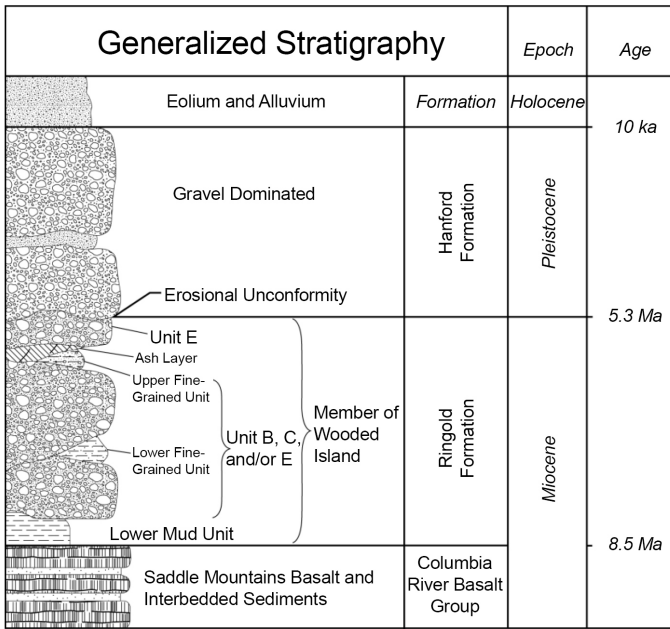 Generalized Stratigraphy
Epoch
Age
Eolium and Alluvium
Formation
Holocene
10 ka
Gravel Dominated
Hanford
Formation
Pleistocene
Erosional Unconformity
5.3 Ma
Unit E
Ash Layer
Upper Fine-
Grained Unit
Lower Fine-
Grained Unit
Unit B, C,
and/or E
Member of
Wooded
Island
Ringold
Formation
Miocene
Lower Mud Unit
8.5 Ma
Saddle Mountains Basalt and
Interbedded Sediments
Columbia
River Basalt
Group